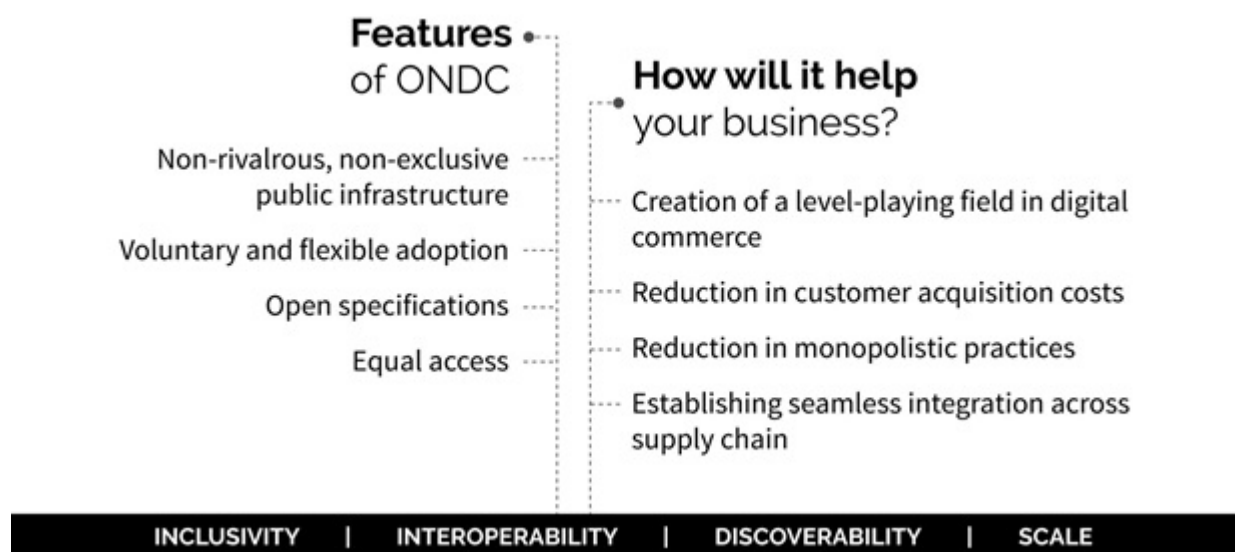 Features
of ONDC
Non-rivalrous, non-exclusive
public infrastructure
Voluntary and flexible adoption
Open specifications
Equal access
How will it help
your business?
Creation of a level-playing field in digital
commerce
Reduction in customer acquisition costs
Reduction in monopolistic practices
Establishing seamless integration across
supply chain
INCLUSIVITY | INTEROPERABILITY | DISCOVERABILITY | SCALE